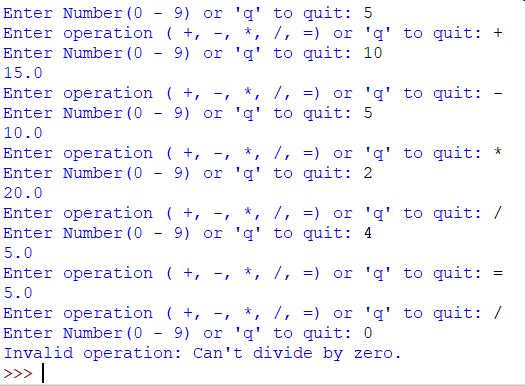 Enter Number(0 - 9) or 'q' to quit: 5
Enter operation ( +, -, *, /, =) or 'q' to quit: +
Enter Number(0 - 9) or 'q' to quit: 10
15.0
Enter operation ( +, -, *, /, =) or 'q' to quit: -
Enter Number(0 - 9) or 'q' to quit: 5
10.0
Enter operation ( +, -, *, /, =) or 'q' to quit: *
Enter Number(0 - 9) or 'q' to quit: 2
20.0
Enter operation ( +, -, *, /, =) or 'q' to quit: /
Enter Number(0 - 9) or 'q' to quit: 4
5.0
Enter operation ( +, -, *, /, =) or 'q' to quit: =
5.0
Enter operation ( +, -, *, /, =) or 'q' to quit: /
Enter Number(0 - 9) or 'q' to quit: 0
Invalid operation: Can't divide by zero.
>>>